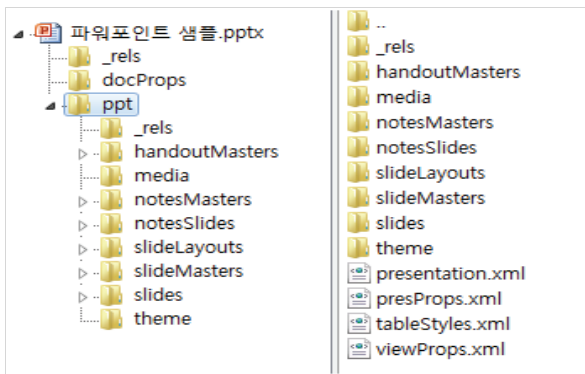 파워포인트 샘플.pptx
_rels
docProps
ppt
_rels
handoutMasters
media
notesMasters
notesSlides
slideLayouts
slideMasters
slides
theme
..
_rels
handoutMasters
media
notesMasters
notesSlides
slideLayouts
slideMasters
slides
theme
presentation.xml
presProps.xml
tableStyles.xml
viewProps.xml